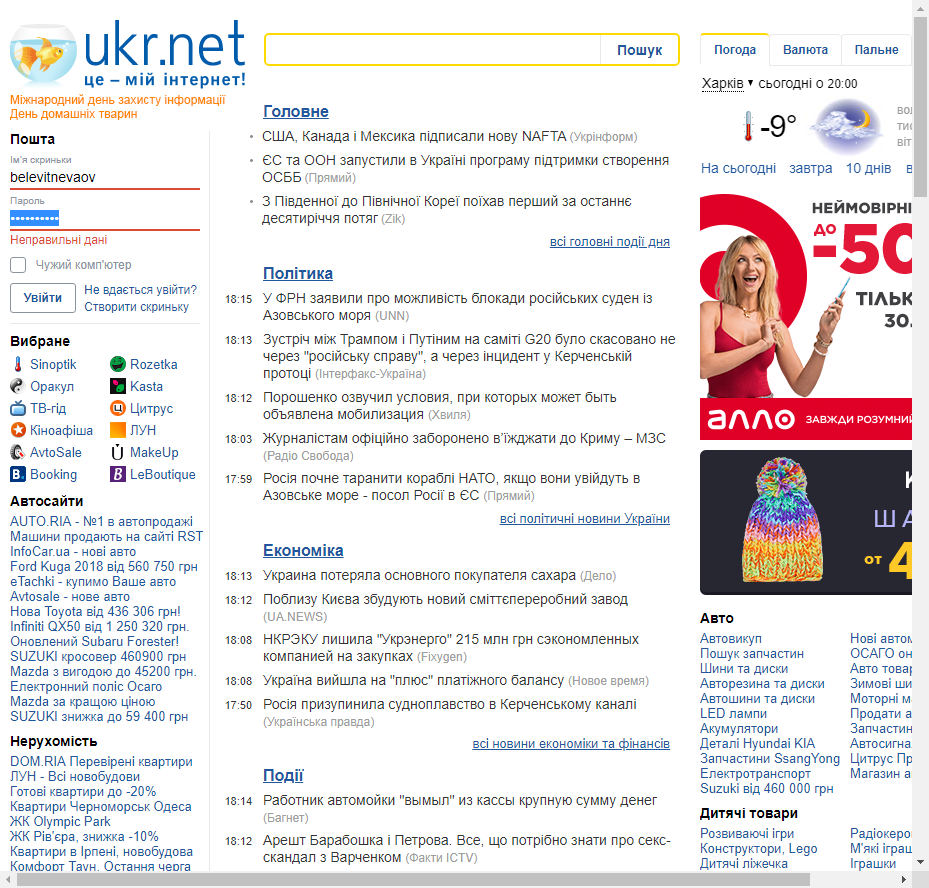 ukr.net
це – мій інтернет!
Міжнародний день захисту інформації
День домашніх тварин
Пошта
Ім'я скриньки
belevitnevaov
Пароль
••••••••••
Неправильні дані
Чужий комп'ютер
Увійти
Не вдається увійти?
Створити скриньку
Вибране
Sinoptik
Rozetka
Оракул
Kasta
ТВ-гід
Цитрус
Кіноафіша
ЛУН
AvtoSale
MakeUp
B. Booking
B LeBoutique
Автосайти
AUTO.RIA - №1 в автопродажі
Машини продають на сайті RST
InfoCar.ua - нові авто
Ford Kuga 2018 від 560 750 грн
eTachki - купимо Ваше авто
Avtosale - нове авто
Нова Toyota від 436 306 грн!
Infiniti QX50 від 1 250 320 грн.
Оновлений Subaru Forester!
SUZUKI кросовер 460900 грн
Mazda з вигодою до 45200 грн.
Електронний поліс Ocaro
Mazda за кращою ціною
SUZUKI знижка до 59 400 грн
Нерухомість
DOM.RIA Перевірені квартири
ЛУН - Всі новобудови
Готові квартири до -20%
Квартири Черноморськ Одеса
ЖК Olympic Park
ЖК Рів'єра, знижка -10%
Квартири в Ірпені, новобудова
Комфорт Таун. Остання черга
Пошук
Головне
США, Канада і Мексика підписали нову NAFTA (Укрінформ)
ЄС та ООН запустили в Україні програму підтримки створення
ОСББ (Прямий)
З Південної до Північної Кореї поїхав перший за останнє
десятиріччя потяг (Zik)
всі головні події дня
Політика
18:15 У ФРН заявили про можливість блокади російських суден із
Азовського моря (UNN)
18:13 Зустріч між Трампом і Путіним на саміті G20 було скасовано не
через "російську справу", а через інцидент у Керченській
протоці (Інтерфакс-Україна)
18:12 Порошенко озвучил условия, при которых может быть
объявлена мобилизация (Хвиля)
18:03 Журналістам офіційно заборонено в’їжджати до Криму – МЗС
(Радіо Свобода)
17:59 Росія почне таранити кораблі НАТО, якщо вони увійдуть в
Азовське море - посол Росії в ЄС (Прямий)
всі політичні новини України
Економіка
18:13 Украина потеряла основного покупателя сахара (Дело)
18:12 Поблизу Києва збудують новий сміттєпереробний завод
(UA.NEWS)
18:08 НКРЭКУ лишила "Укрэнерго" 215 млн грн сэкономленных
компанией на закупках (Fixygen)
18:08 Україна вийшла на "плюс" платіжного балансу (Новое время)
17:50 Росія призупинила судноплавство в Керченському каналі
(Українська правда)
всі новини економіки та фінансів
Події
18:14 Работник автомойки "вымыл" из кассы крупную сумму денег
(Багнет)
18:12 Арешт Барабошка і Петрова. Все, що потрібно знати про секс-
скандал з Варченком (Факти ICTV)
Погода
Валюта
Пальне
Харків ▼ сьогодні о 20:00
-9°
вол
тис
віт
На сьогодні завтра 10 днів в
НЕЙМОВІРНІ
ДО
-50
ТІЛЬК
30.
АЛЛО
ЗАВЖДИ РОЗУМНИЙ
К
ША
от 4
Авто
Автовикуп
Пошук запчастин
Шини та диски
Авторезина та диски
Автошини та диски
LED лампи
Акумулятори
Деталі Hyundai KIA
Запчастини SsangYong
Електротранспорт
Suzuki від 460 000 грн
Нові автом
ОСАГО он
Авто товар
Зимові ши
Моторні ма
Продати а
Запчастин
Автосигна
Цитрус Пр
Магазин а
Дитячі товари
Розвиваючі ігри
Конструктори, Lego
Дитячі ліжечка
Радіокеро
М'які іграш
Іграшки